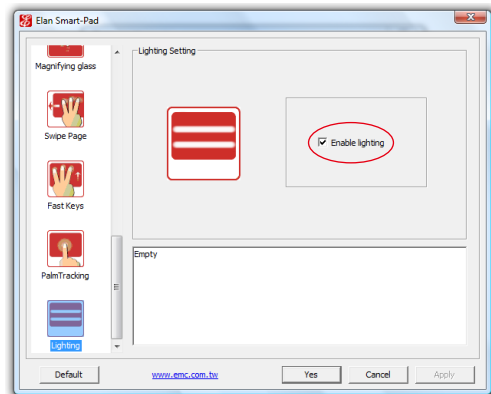 Elan Smart-Pad
Magnifying glass
Swipe Page
Fast Keys
PalmTracking
Lighting
Lighting Setting
Enable lighting
Empty
Default
www.emc.com.tw
Yes
Cancel
Apply